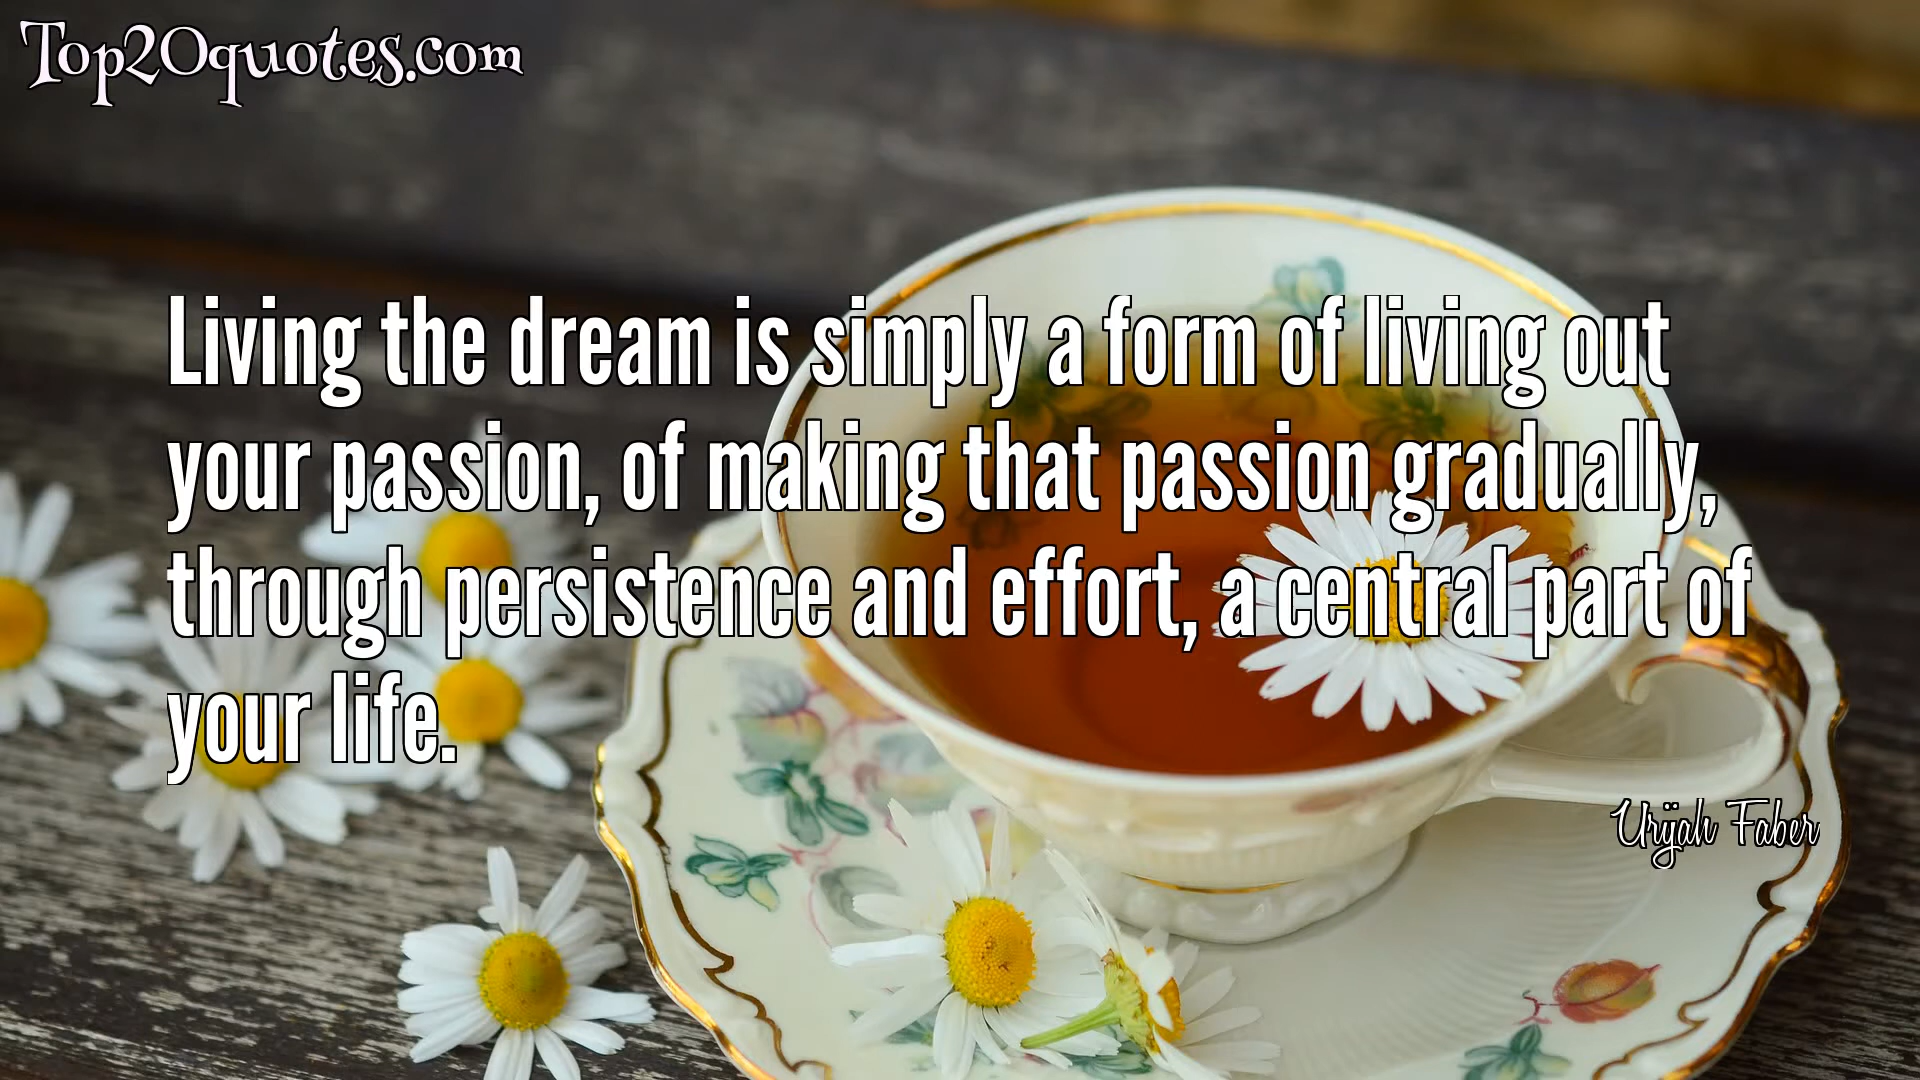 Top20quotes.com
Living the dream is simply a form of living out
your passion, of making that passion gradually,
through persistence and effort, a central part of
your life.
Urijah Faber